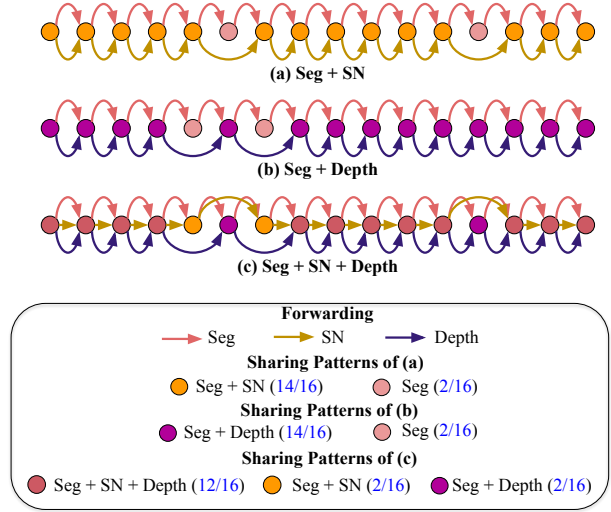 (a) Seg + SN
(b) Seg + Depth
(c) Seg + SN + Depth
Forwarding
Seg SN Depth
Sharing Patterns of (a)
Seg + SN (14/16) Seg (2/16)
Sharing Patterns of (b)
Seg + Depth (14/16) Seg (2/16)
Sharing Patterns of (c)
Seg + SN + Depth (12/16) Seg + SN (2/16) Seg + Depth (2/16)